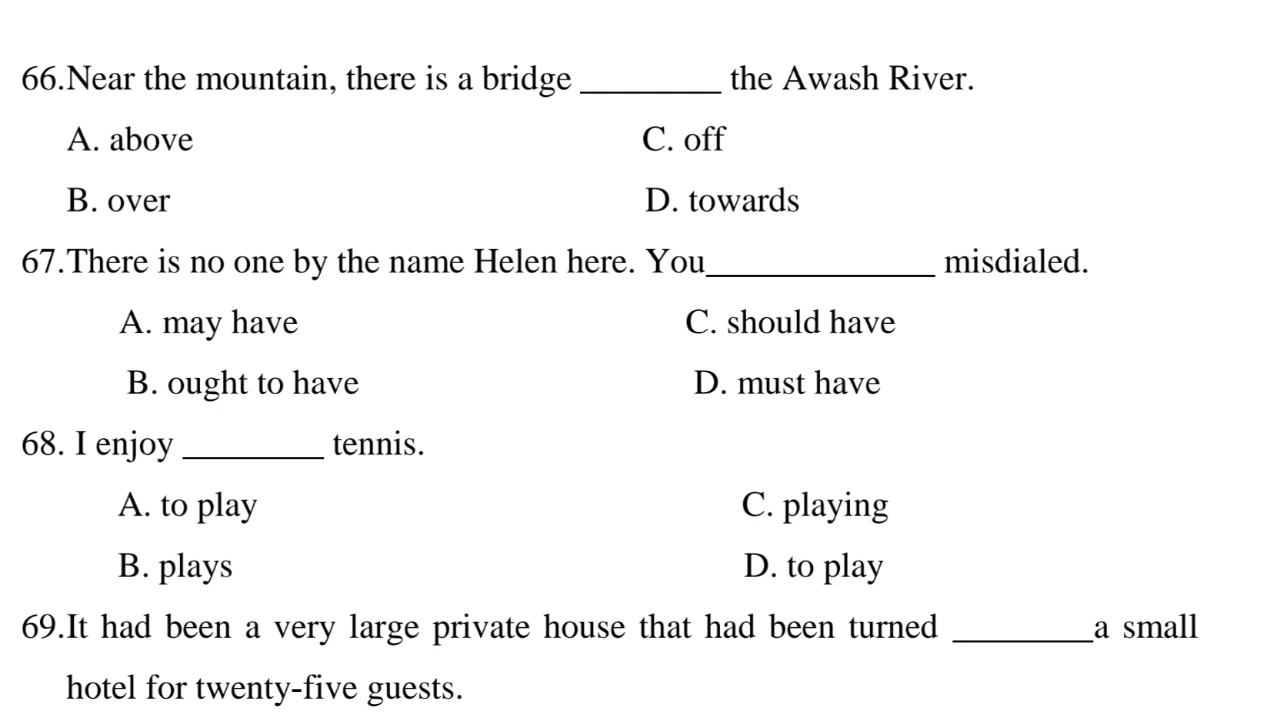 66.Near the mountain, there is a bridge ________ the Awash River.
A. above C. off
B. over D. towards
67.There is no one by the name Helen here. You_____________ misdialed.
A. may have C. should have
B. ought to have D. must have
68. I enjoy ________ tennis.
A. to play C. playing
B. plays D. to play
69.It had been a very large private house that had been turned ________a small
hotel for twenty-five guests.